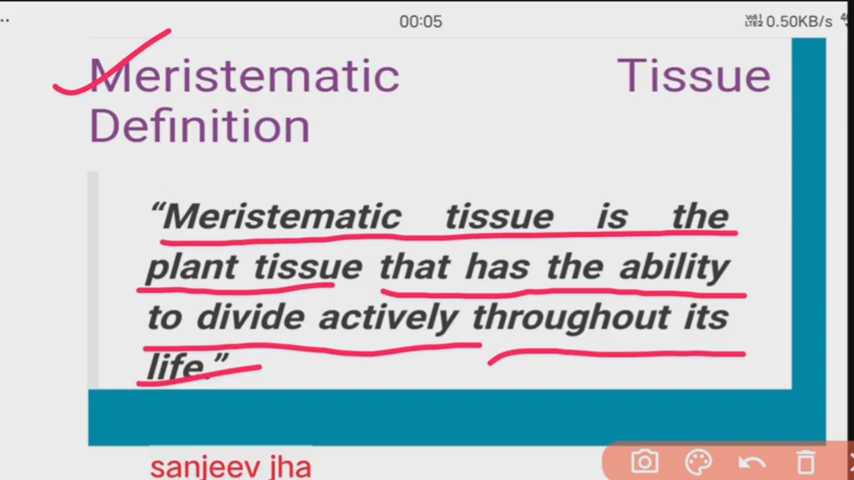 00:05
LTE2 0.50KB/s
Meristematic Tissue
Definition
“Meristematic tissue is the
plant tissue that has the ability
to divide actively throughout its
life.”
sanjeev jha